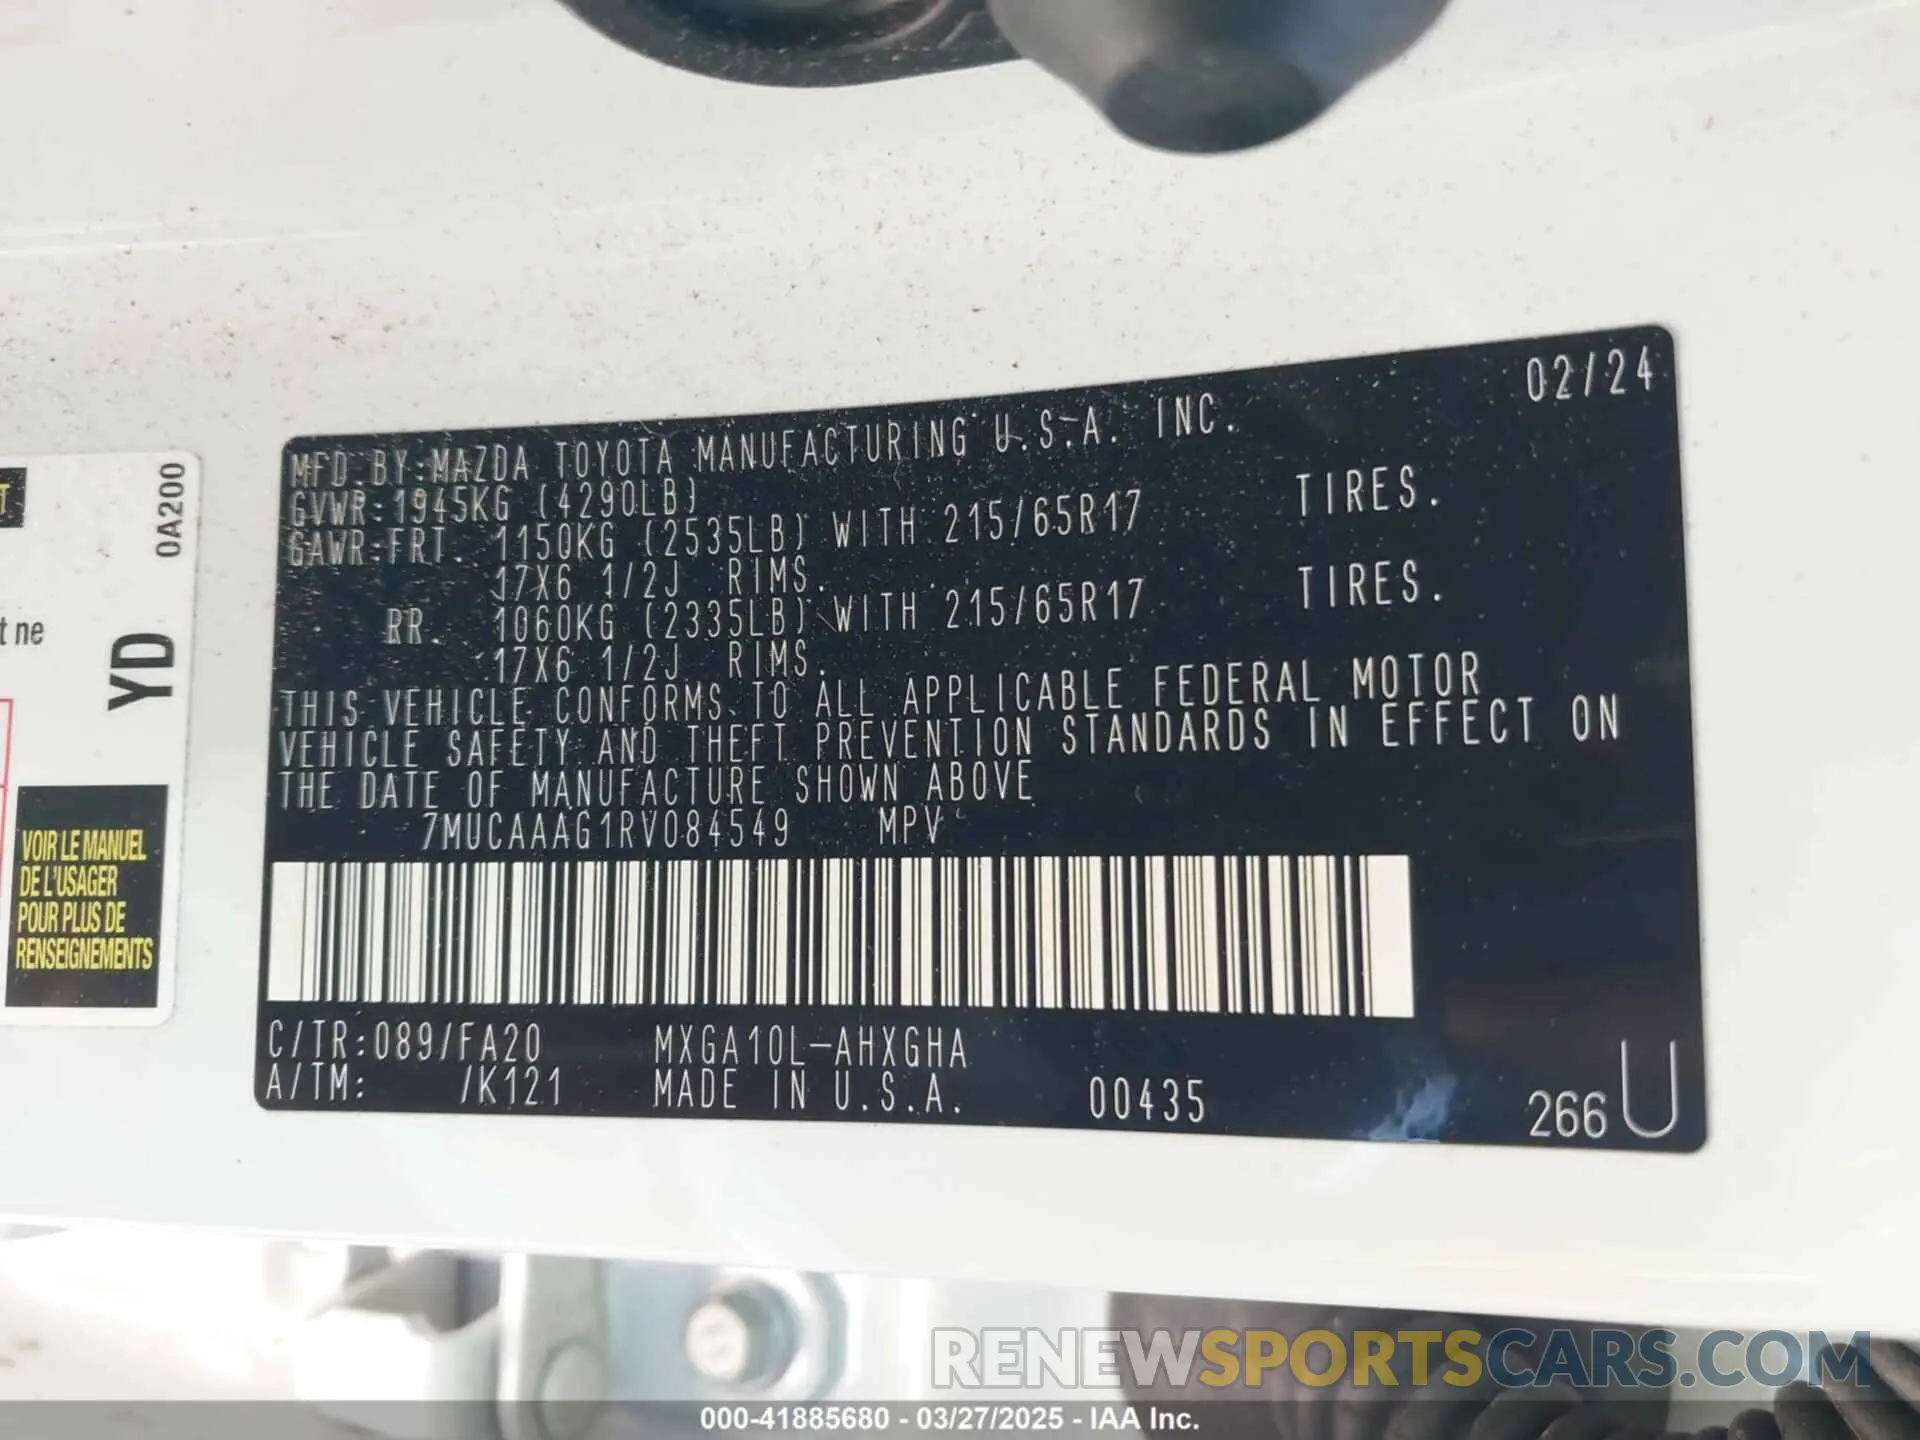 02/24
MFD.BY:MAZDA TOYOTA MANUFACTURING U.S.A. INC.
GVWR:1945KG (4290LB)
GAWR:FRT. 1150KG (2535LB) WITH 215/65R17 TIRES.
17X6 1/2J RIMS.
RR. 1060KG (2335LB) WITH 215/65R17 TIRES.
17X6 1/2J RIMS.
THIS VEHICLE CONFORMS TO ALL APPLICABLE FEDERAL MOTOR
VEHICLE SAFETY AND THEFT PREVENTION STANDARDS IN EFFECT ON
THE DATE OF MANUFACTURE SHOWN ABOVE
7MUCAAAG1RV084549 MPV
C/TR:089/FA20 MXGA10L-AHXGHA
A/TM: /K121 MADE IN U.S.A. 00435 266 U
0A200
YD
T
t ne
VOIR LE MANUEL
DE L'USAGER
POUR PLUS DE
RENSEIGNEMENTS
RENEWSPORTSCARS.COM
000-41885680 - 03/27/2025 - IAA Inc.